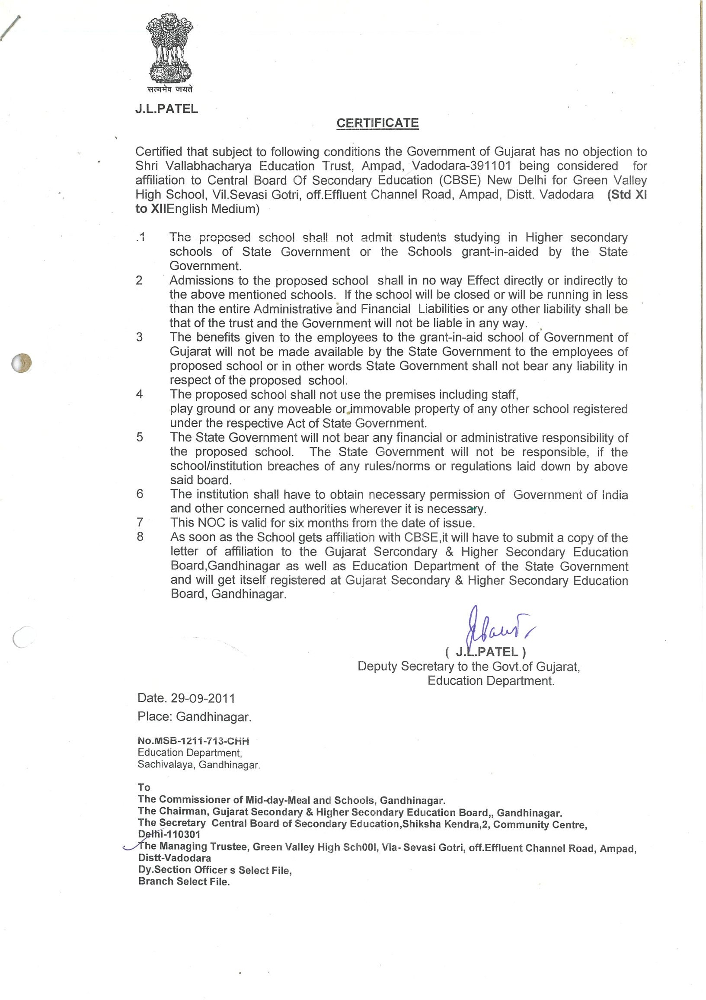 सत्यमेव जयते
J.L.PATEL
CERTIFICATE
Certified that subject to following conditions the Government of Gujarat has no objection to
Shri Vallabhacharya Education Trust, Ampad, Vadodara-391101 being considered for
affiliation to Central Board Of Secondary Education (CBSE) New Delhi for Green Valley
High School, Vil.Sevasi Gotri, off.Effluent Channel Road, Ampad, Distt. Vadodara (Std XI
to XIIEnglish Medium)
.1 The proposed school shall not admit students studying in Higher secondary
schools of State Government or the Schools grant-in-aided by the State
Government.
2 Admissions to the proposed school shall in no way Effect directly or indirectly to
the above mentioned schools. If the school will be closed or will be running in less
than the entire Administrative and Financial Liabilities or any other liability shall be
that of the trust and the Government will not be liable in any way.
3 The benefits given to the employees to the grant-in-aid school of Government of
Gujarat will not be made available by the State Government to the employees of
proposed school or in other words State Government shall not bear any liability in
respect of the proposed school.
4 The proposed school shall not use the premises including staff,
play ground or any moveable or immovable property of any other school registered
under the respective Act of State Government.
5 The State Government will not bear any financial or administrative responsibility of
the proposed school. The State Government will not be responsible, if the
school/institution breaches of any rules/norms or regulations laid down by above
said board.
6 The institution shall have to obtain necessary permission of Government of India
and other concerned authorities wherever it is necessary.
7 This NOC is valid for six months from the date of issue.
8 As soon as the School gets affiliation with CBSE,it will have to submit a copy of the
letter of affiliation to the Gujarat Sercondary & Higher Secondary Education
Board,Gandhinagar as well as Education Department of the State Government
and will get itself registered at Gujarat Secondary & Higher Secondary Education
Board, Gandhinagar.
( J.L.PATEL )
Deputy Secretary to the Govt.of Gujarat,
Education Department.
Date. 29-09-2011
Place: Gandhinagar.
No.MSB-1211-713-CHH
Education Department,
Sachivalaya, Gandhinagar.
To
The Commissioner of Mid-day-Meal and Schools, Gandhinagar.
The Chairman, Gujarat Secondary & Higher Secondary Education Board,, Gandhinagar.
The Secretary Central Board of Secondary Education,Shiksha Kendra,2, Community Centre,
Delhi-110301
The Managing Trustee, Green Valley High Sch00l, Via- Sevasi Gotri, off.Effluent Channel Road, Ampad,
Distt-Vadodara
Dy.Section Officer s Select File,
Branch Select File.